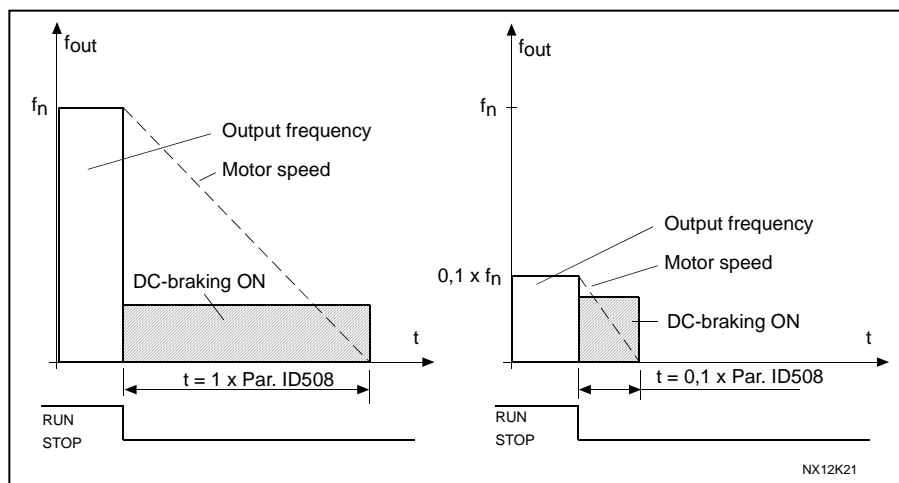 fout
fn
Output frequency
Motor speed
DC-braking ON
t
t = 1 x Par. ID508
RUN
STOP
fout
fn
Output frequency
Motor speed
0,1 x fn
DC-braking ON
t
t = 0,1 x Par. ID508
RUN
STOP
NX12K21